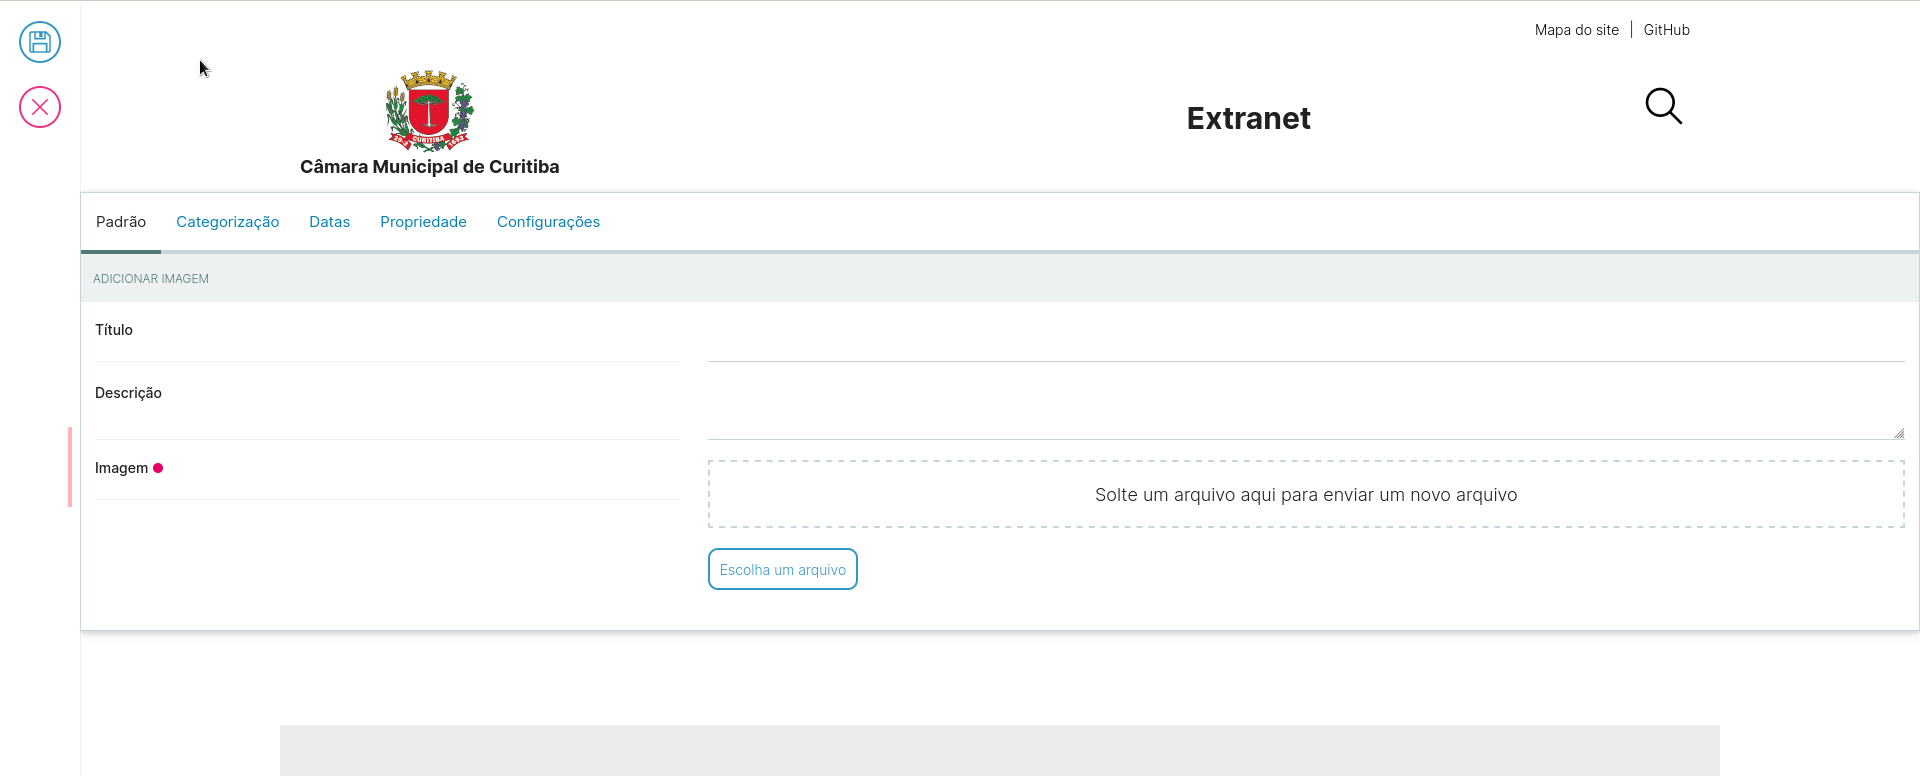 Mapa do site | GitHub
CURITIBA
Câmara Municipal de Curitiba
Extranet
Padrão Categorização Datas Propriedade Configurações
ADICIONAR IMAGEM
Título
Descrição
Imagem
Solte um arquivo aqui para enviar um novo arquivo
Escolha um arquivo